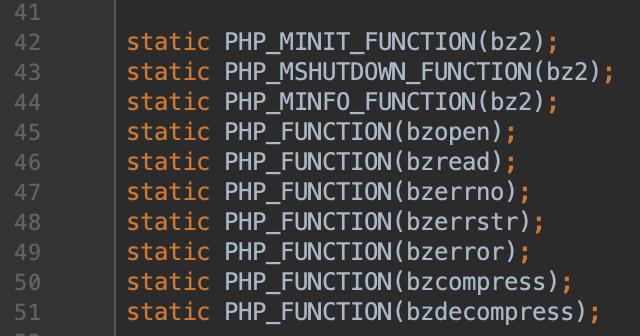 41
42 static PHP_MINIT_FUNCTION(bz2);
43 static PHP_MSHUTDOWN_FUNCTION(bz2);
44 static PHP_MINFO_FUNCTION(bz2);
45 static PHP_FUNCTION(bzopen);
46 static PHP_FUNCTION(bzread);
47 static PHP_FUNCTION(bzerrno);
48 static PHP_FUNCTION(bzerrstr);
49 static PHP_FUNCTION(bzerror);
50 static PHP_FUNCTION(bzcompress);
51 static PHP_FUNCTION(bzdecompress);